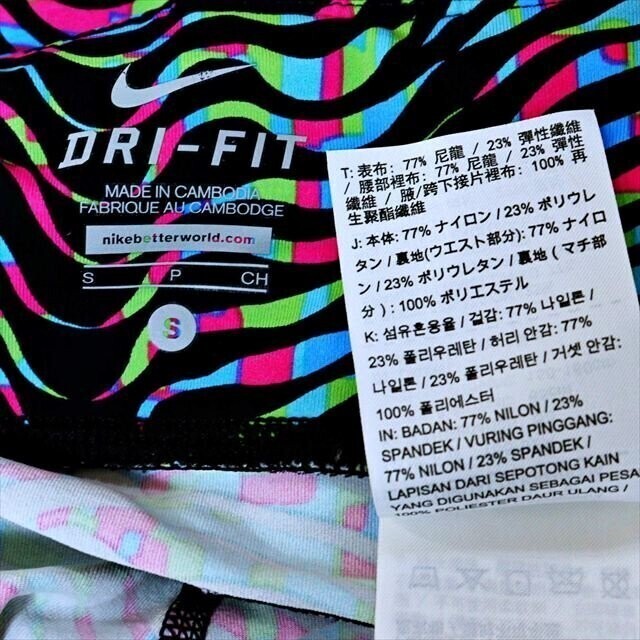 DRI-FIT
MADE IN CAMBODIA
FABRIQUE AU CAMBODGE
nikebetterworld.com
S P CH
S
T: 表布: 77% 尼龍 / 23% 彈性纖維
/ 腰部裡布: 77% 尼龍 / 23% 彈性
纖維 / 腋/跨下接片裡布: 100% 再
生聚酯纖維
J: 本体: 77% ナイロン / 23% ポリウレ
タン / 裏地(ウエスト部分): 77% ナイロ
ン / 23% ポリウレタン / 裏地 ( マチ部
分 ) : 100% ポリエステル
K: 섬유혼용율 / 겉감: 77% 나일론 /
23% 폴리우레탄 / 허리 안감: 77%
나일론 / 23% 폴리우레탄 / 거셋 안감:
100% 폴리에스터
IN: BADAN: 77% NILON / 23%
SPANDEK / VURING PINGGANG:
77% NILON / 23% SPANDEK /
LAPISAN DARI SEPOTONG KAIN
YANG DIGUNAKAN SEBAGAI PESA
100% POLIESTER DAUR ULANG /